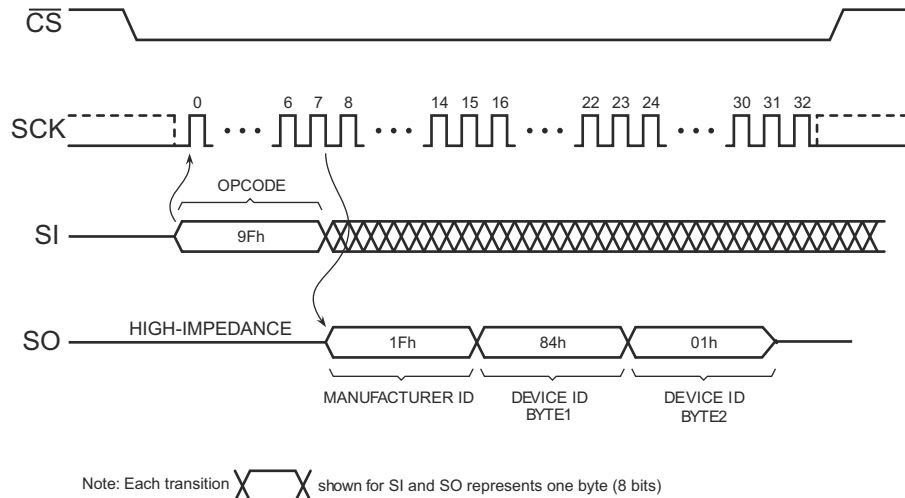 CS
0 6 7 8 14 15 16 22 23 24 30 31 32
SCK
OPCODE
SI 9Fh
HIGH-IMPEDANCE
SO 1Fh 84h 01h
MANUFACTURER ID DEVICE ID DEVICE ID
BYTE1 BYTE2
Note: Each transition shown for SI and SO represents one byte (8 bits)